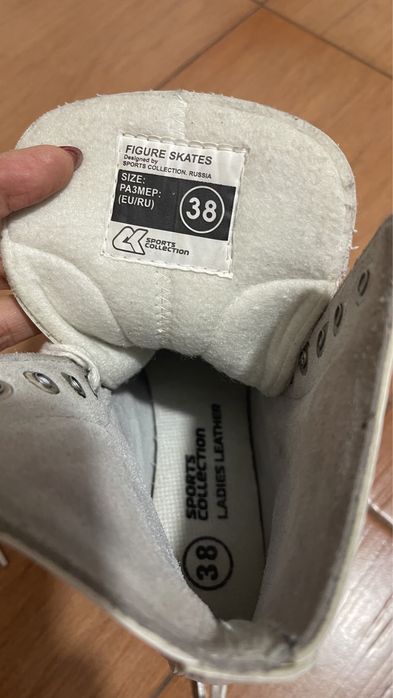 FIGURE SKATES
Designed by
SPORTS COLLECTION. RUSSIA
SIZE:
РАЗМЕР:
(EU/RU)
38
CK SPORTS
COLLECTION
SPORTS
COLLECTION
LADIES LEATHER
38